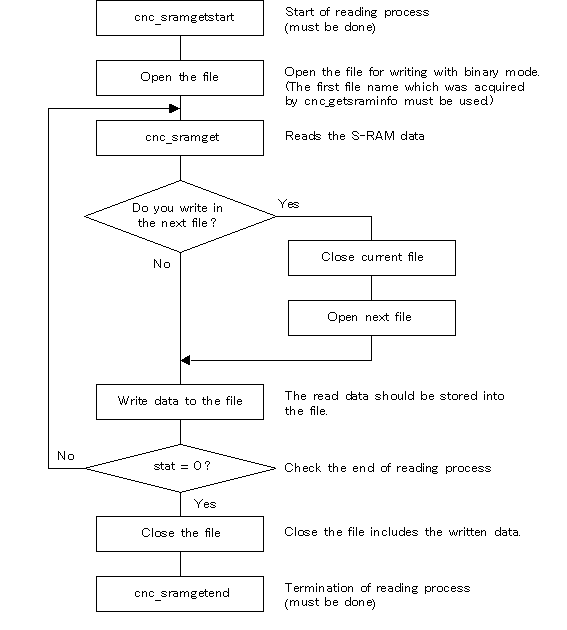 cnc_sramgetstart
Start of reading process
(must be done)
Open the file
Open the file for writing with binary mode.
(The first file name which was acquired
by cnc_getsraminfo must be used.)
cnc_sramget
Reads the S-RAM data
Do you write in
the next file?
Yes
No
Close current file
Open next file
Write data to the file
The read data should be stored into
the file.
stat = 0?
No
Check the end of reading process
Yes
Close the file
Close the file includes the written data.
cnc_sramgetend
Termination of reading process
(must be done)